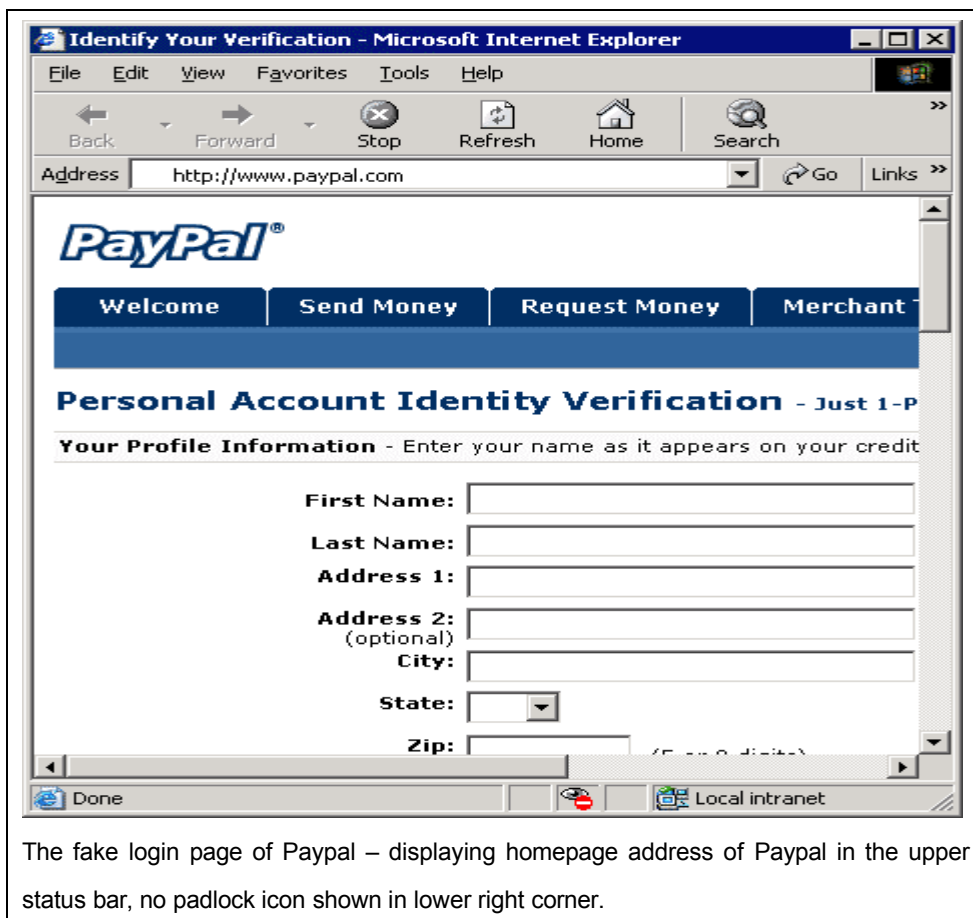 Identify Your Verification - Microsoft Internet Explorer
File Edit View Favorites Tools Help
Back Forward Stop Refresh Home Search »
Address http://www.paypal.com Go Links »
PayPal®
Welcome Send Money Request Money Merchant
Personal Account Identity Verification - Just 1-P
Your Profile Information - Enter your name as it appears on your credit
First Name:
Last Name:
Address 1:
Address 2:
(optional)
City:
State:
Zip:
Done Local intranet
The fake login page of Paypal – displaying homepage address of Paypal in the upper
status bar, no padlock icon shown in lower right corner.